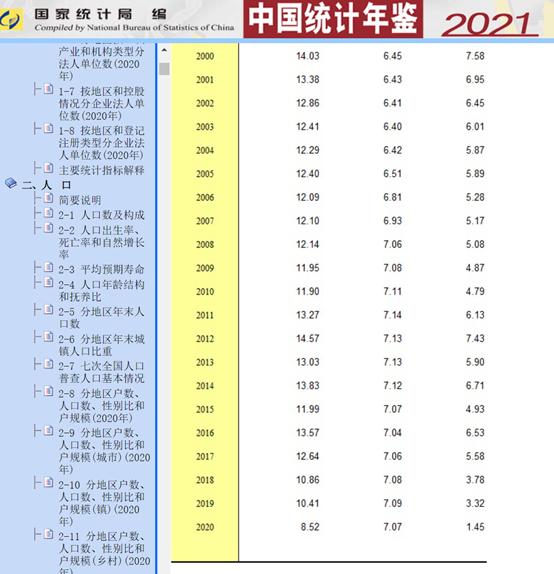 国家统计局 编
Compiled by National Bureau of Statistics of China
中国统计年鉴 2021
产业和机构类型分
法人单位数(2020
年)
1-7 按地区和控股
情况分企业法人单
位数(2020年)
1-8 按地区和登记
注册类型分企业法
人单位数(2020年)
主要统计指标解释
二、人 口
简要说明
2-1 人口数及构成
2-2 人口出生率、
死亡率和自然增长
率
2-3 平均预期寿命
2-4 人口年龄结构
和抚养比
2-5 分地区年末人
口数
2-6 分地区年末城
镇人口比重
2-7 七次全国人口
普查人口基本情况
2-8 分地区户数、
人口数、性别比和
户规模(2020年)
2-9 分地区户数、
人口数、性别比和
户规模(城市)(2020
年)
2-10 分地区户数、
人口数、性别比和
户规模(镇)(2020
年)
2-11 分地区户数、
人口数、性别比和
户规模(乡村)(2020
年)
2000 14.03 6.45 7.58
2001 13.38 6.43 6.95
2002 12.86 6.41 6.45
2003 12.41 6.40 6.01
2004 12.29 6.42 5.87
2005 12.40 6.51 5.89
2006 12.09 6.81 5.28
2007 12.10 6.93 5.17
2008 12.14 7.06 5.08
2009 11.95 7.08 4.87
2010 11.90 7.11 4.79
2011 13.27 7.14 6.13
2012 14.57 7.13 7.43
2013 13.03 7.13 5.90
2014 13.83 7.12 6.71
2015 11.99 7.07 4.93
2016 13.57 7.04 6.53
2017 12.64 7.06 5.58
2018 10.86 7.08 3.78
2019 10.41 7.09 3.32
2020 8.52 7.07 1.45